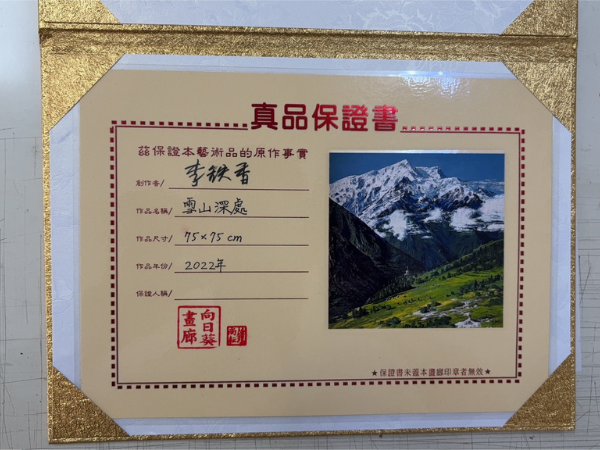 真品保證書
茲保證本藝術品的原作事實
創作者/ 李鉄香
作品名稱/ 雪山深處
作品尺寸/ 75×75 cm
作品年份/ 2022年
保證人稱/
向日葵畫廊
★保證書未蓋本畫廊印章者無效★